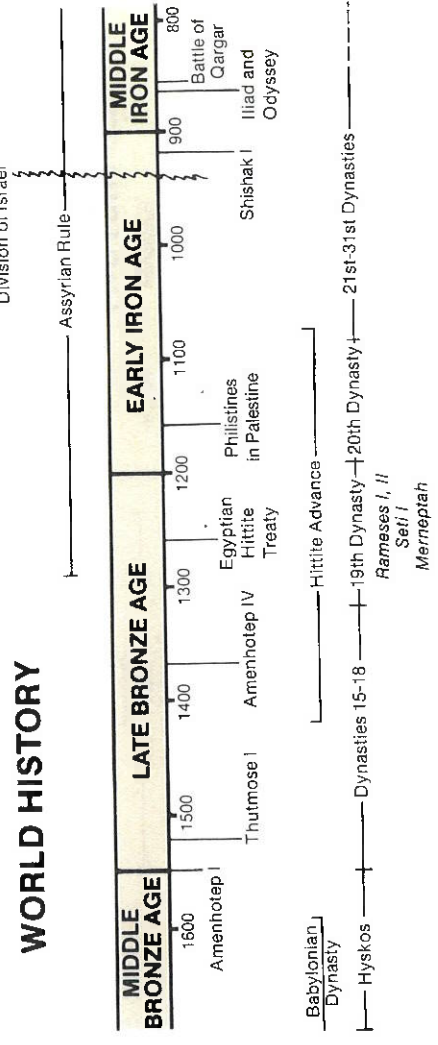 WORLD HISTORY
Division of Israel
Assyrian Rule
MIDDLE
BRONZE AGE
LATE BRONZE AGE
EARLY IRON AGE
MIDDLE
IRON AGE
1600
1500
1400
1300
1200
1100
1000
900
800
Amenhotep I
Thutmose I
Amenhotep IV
Egyptian
Hittite
Treaty
Philistines
in Palestine
Shishak I
Iliad and
Odyssey
Battle of
Qargar
Babylonian
Dynasty
Hittite Advance
Hyskos
Dynasties 15-18
19th Dynasty
20th Dynasty
21st-31st Dynasties
Rameses I, II
Seti I
Merneptah